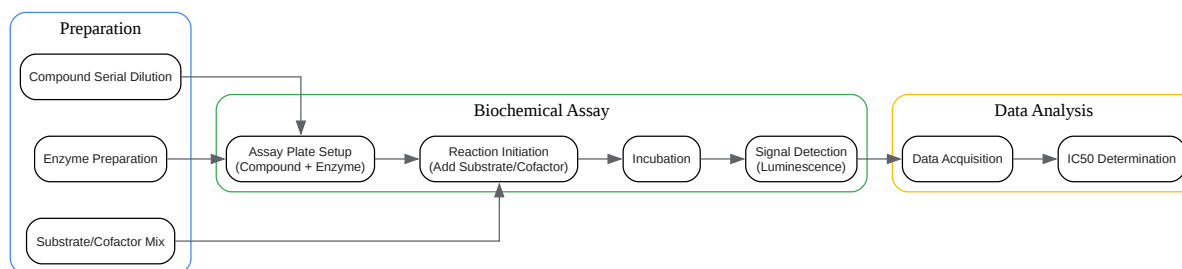 Preparation
Compound Serial Dilution
Enzyme Preparation
Substrate/Cofactor Mix
Biochemical Assay
Assay Plate Setup
(Compound + Enzyme)
Reaction Initiation
(Add Substrate/Cofactor)
Incubation
Signal Detection
(Luminescence)
Data Analysis
Data Acquisition
IC50 Determination